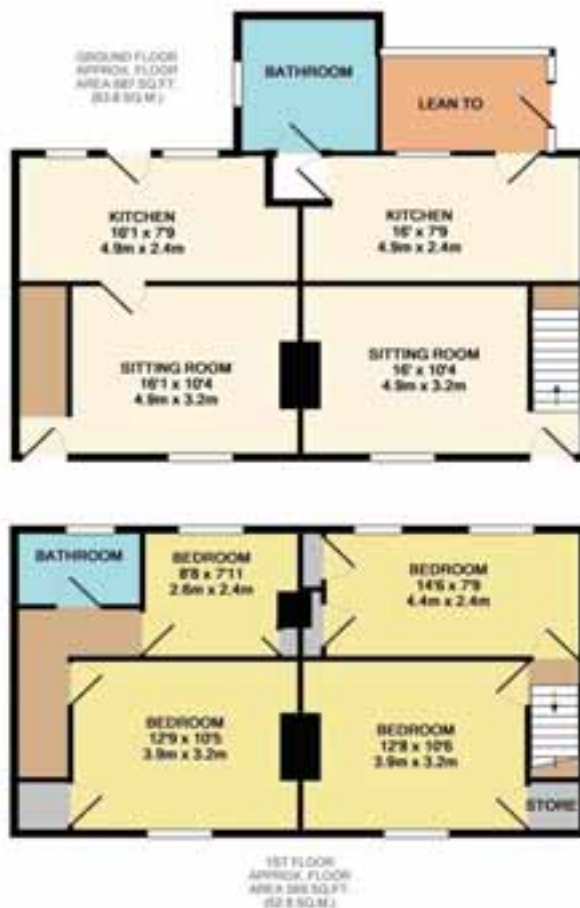 GROUND FLOOR
APPROX. FLOOR
AREA 687 SQ.FT.
(63.8 SQ.M.)
BATHROOM
LEAN TO
KITCHEN
16'1 x 7'9
4.9m x 2.4m
KITCHEN
16' x 7'9
4.9m x 2.4m
SITTING ROOM
16'1 x 10'4
4.9m x 3.2m
SITTING ROOM
16' x 10'4
4.9m x 3.2m
BATHROOM
BEDROOM
8'8 x 7'11
2.6m x 2.4m
BEDROOM
14'6 x 7'9
4.4m x 2.4m
BEDROOM
12'9 x 10'5
3.9m x 3.2m
BEDROOM
12'8 x 10'6
3.9m x 3.2m
STORE
1ST FLOOR
APPROX. FLOOR
AREA SQ.FT.
(52.8 SQ.M.)